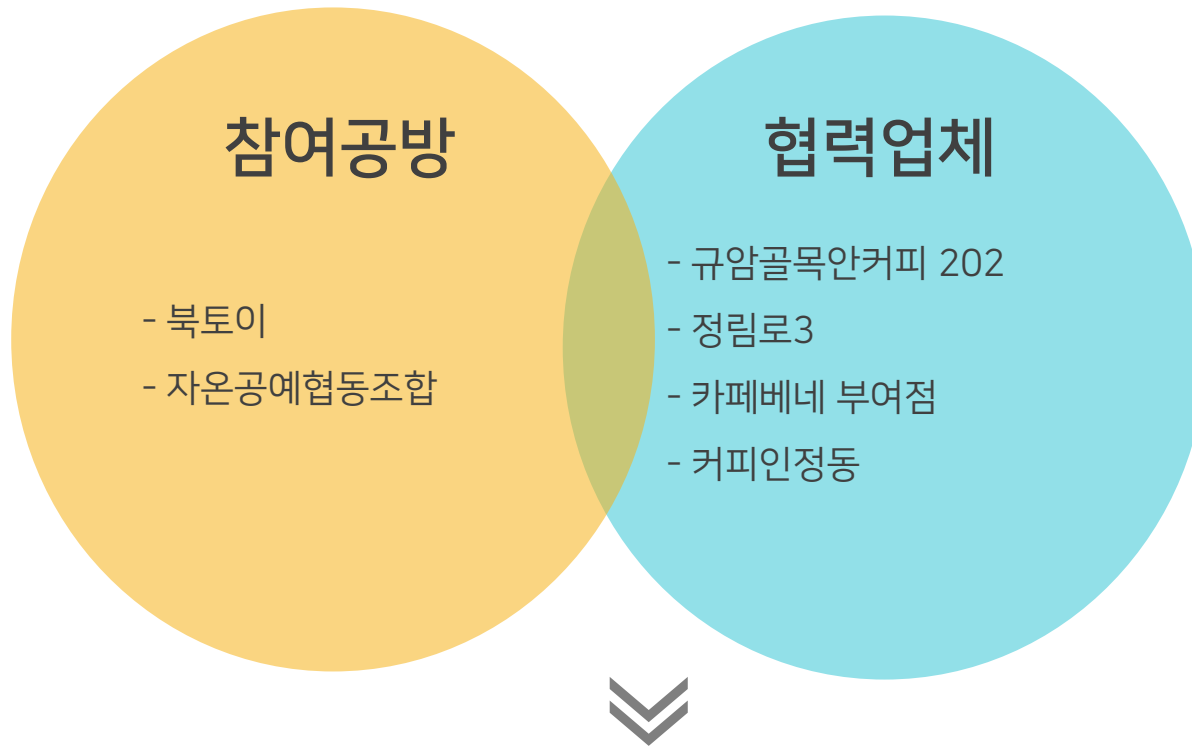 참여공방
- 북토이
- 자온공예협동조합
협력업체
- 규암골목안커피 202
- 정림로3
- 카페베네 부여점
- 커피인정동